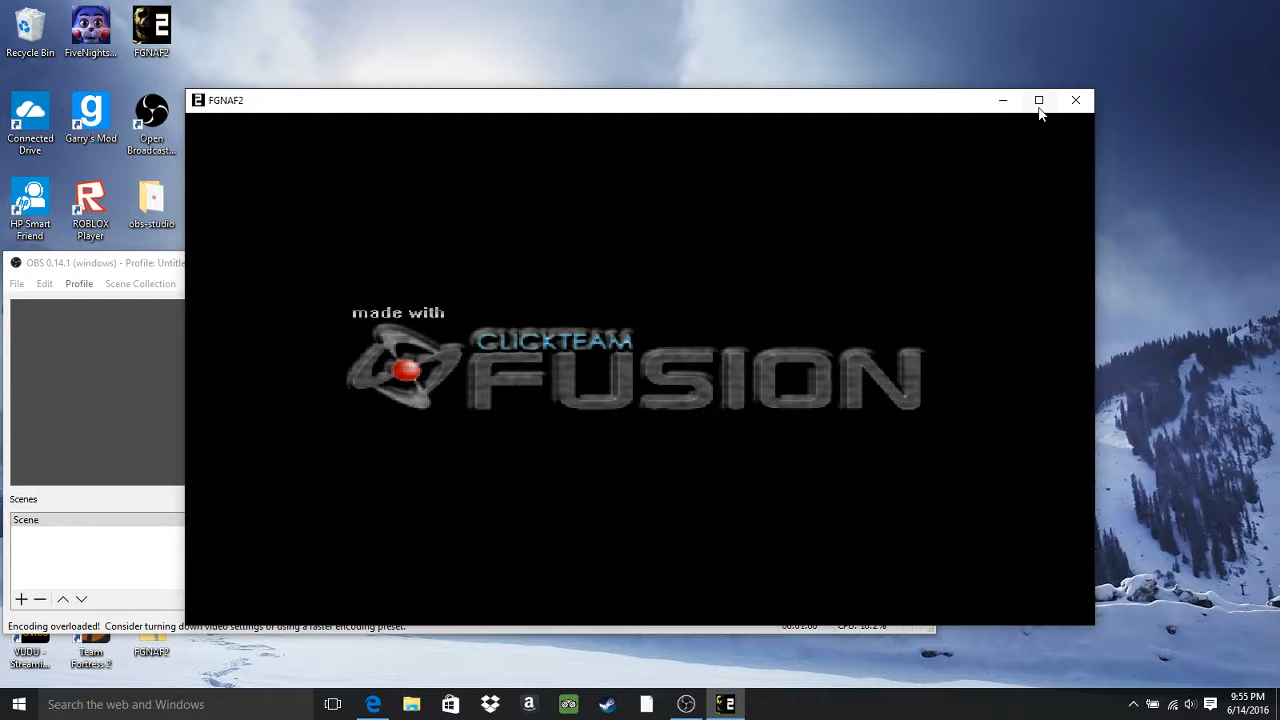 Recycle Bin
FiveNights...
FGNAF2
2
Connected Drive
Garry's Mod
Open Broadcast...
HP Smart Friend
ROBLOX Player
obs-studio
FGNAF2
made with
CLICKTEAM
FUSION
OBS 0.14.1 (windows) - Profile: Untitle
File Edit Profile Scene Collection
Scenes
Scene
Encoding overloaded! Consider turning down video settings or using a faster encoding preset.
VUDU - Streami...
Team Fortress 2
FGNAF2
Search the web and Windows
9:55 PM
6/14/2016